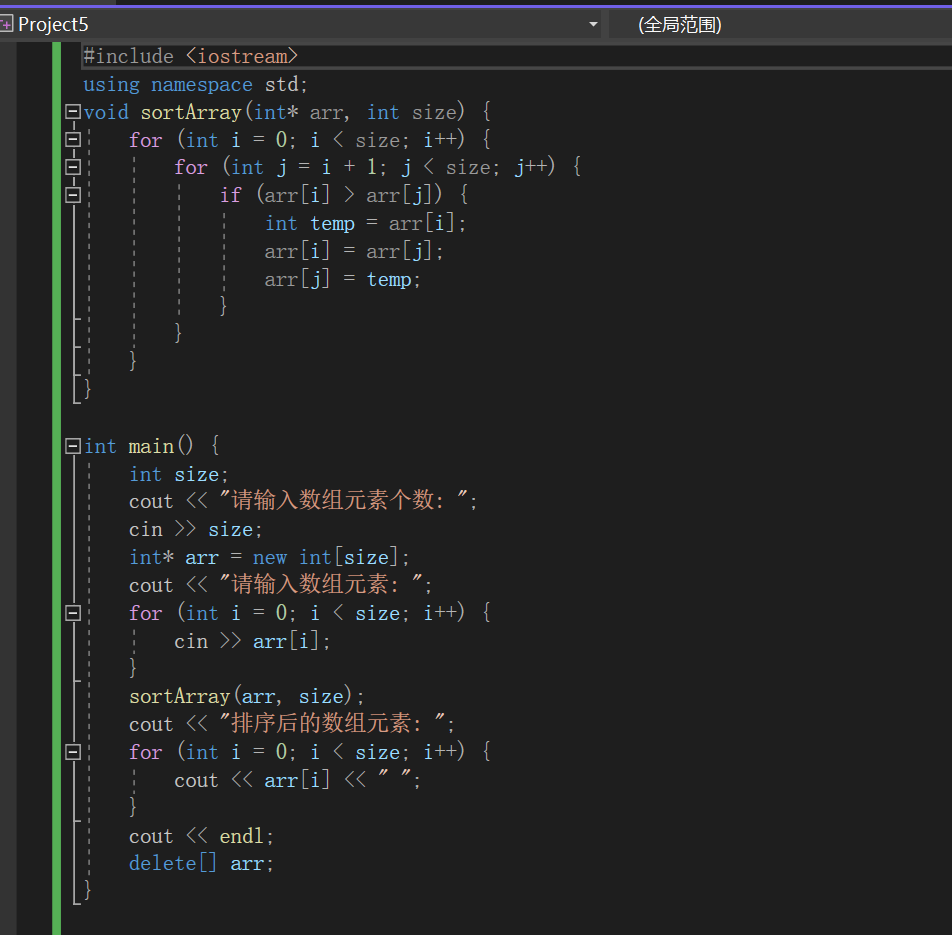 Project5
(全局范围)
#include <iostream>
using namespace std;
void sortArray(int* arr, int size) {
    for (int i = 0; i < size; i++) {
        for (int j = i + 1; j < size; j++) {
            if (arr[i] > arr[j]) {
                int temp = arr[i];
                arr[i] = arr[j];
                arr[j] = temp;
            }
        }
    }
}
int main() {
    int size;
    cout << "请输入数组元素个数: ";
    cin >> size;
    int* arr = new int[size];
    cout << "请输入数组元素: ";
    for (int i = 0; i < size; i++) {
        cin >> arr[i];
    }
    sortArray(arr, size);
    cout << "排序后的数组元素: ";
    for (int i = 0; i < size; i++) {
        cout << arr[i] << " ";
    }
    cout << endl;
    delete[] arr;
}